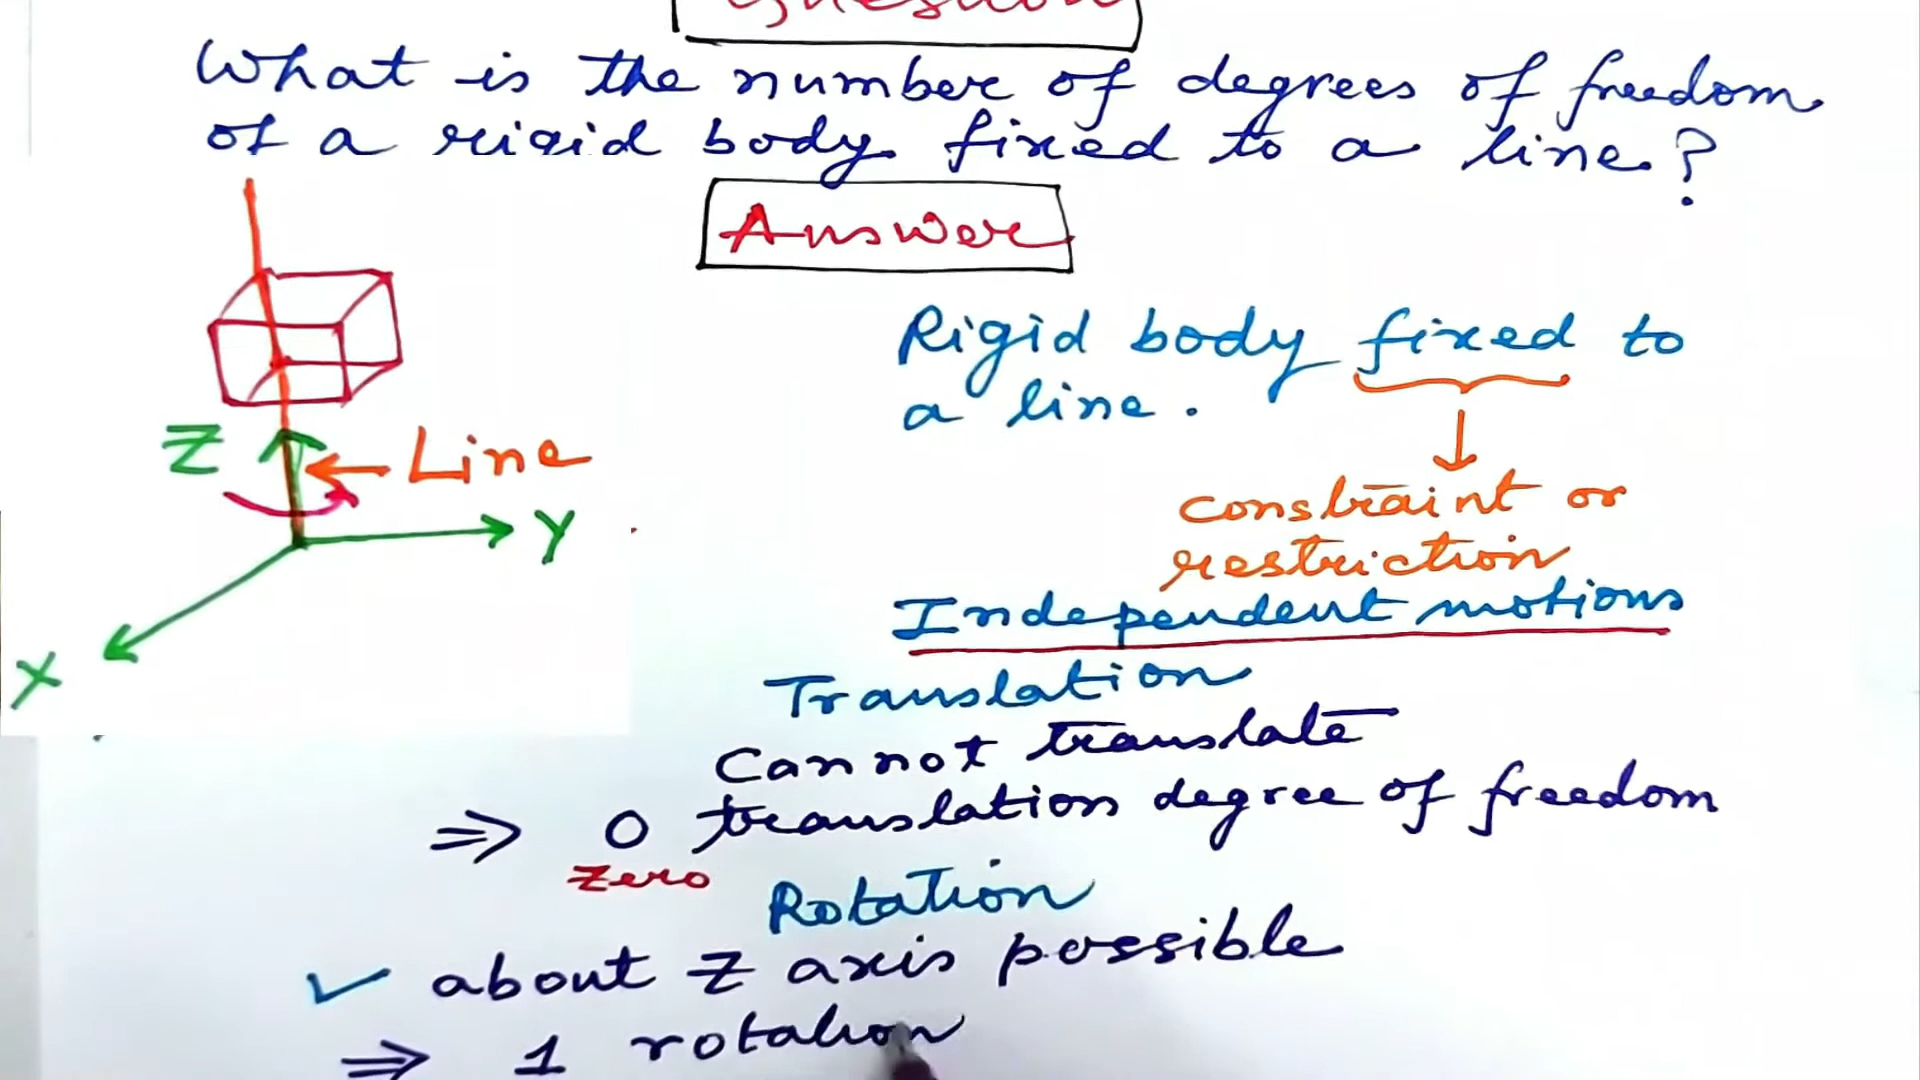 Question
What is the number of degrees of freedom
of a rigid body fixed to a line?
Answer
Rigid body fixed to
a line.
constraint or
restriction
Z
Line
Y
X
Independent motions
Translation
Cannot translate
⇒ 0 translation degree of freedom
Zero
Rotation
✓ about Z axis possible
⇒ 1 rotation